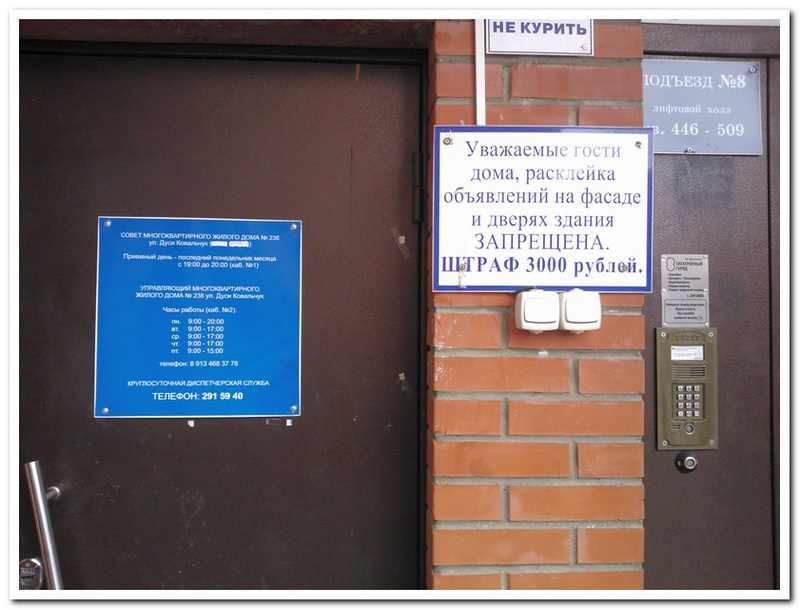 НЕ КУРИТЬ
ПОДЪЕЗД №8
лифтовой холл
кв. 446 - 509
Уважаемые гости
дома, расклейка
объявлений на фасаде
и дверях здания
ЗАПРЕЩЕНА.
ШТРАФ 3000 рублей.
СОВЕТ МНОГОКВАРТИРНОГО ЖИЛОГО ДОМА № 238
ул. Дуси Ковальчук
Приемный день - последний понедельник месяца
с 19:00 до 20:00 (каб. №1)
УПРАВЛЯЮЩИЙ МНОГОКВАРТИРНОГО
ЖИЛОГО ДОМА № 238 ул. Дуси Ковальчук
Часы работы (каб. №2):
пн. 9:00 - 20:00
вт. 9:00 - 17:00
ср. 9:00 - 17:00
чт. 9:00 - 17:00
пт. 9:00 - 15:00
телефон: 8 913 468 37 78
КРУГЛОСУТОЧНАЯ ДИСПЕТЧЕРСКАЯ СЛУЖБА
ТЕЛЕФОН: 291 59 40
ЭЛЕКТРОННЫЙ
ГОРОД